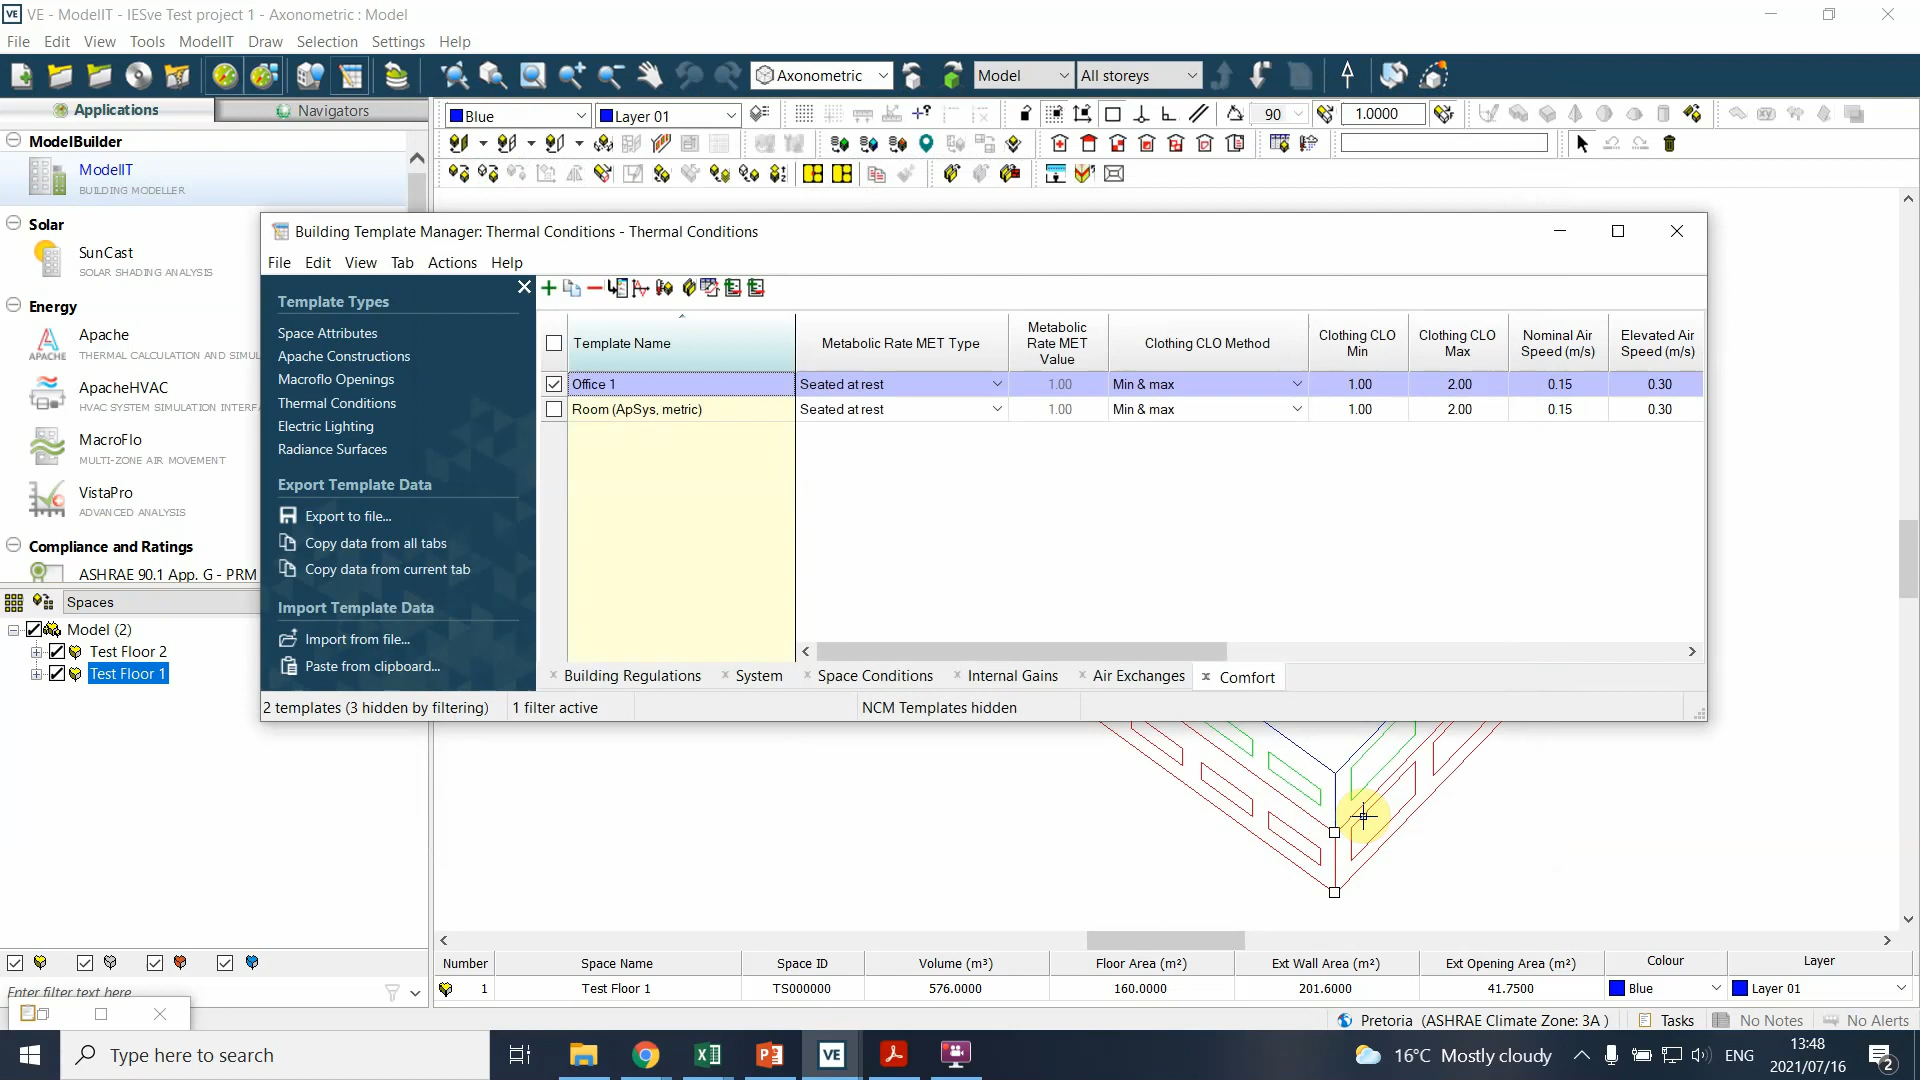 VE - ModelIT - IESve Test project 1 - Axonometric : Model
File Edit View Tools ModelIT Draw Selection Settings Help
Axonometric Model All storeys
Applications Navigators
Blue Layer 01 90 1.0000
ModelBuilder
ModelIT
BUILDING MODELLER
Solar
SunCast
SOLAR SHADING ANALYSIS
Energy
Apache
THERMAL CALCULATION AND SIMUL
APACHE
ApacheHVAC
HVAC SYSTEM SIMULATION INTERF
MacroFlo
MULTI-ZONE AIR MOVEMENT
VistaPro
ADVANCED ANALYSIS
Compliance and Ratings
ASHRAE 90.1 App. G - PRM
Spaces
Model (2)
Test Floor 2
Test Floor 1
Enter filter text here
Building Template Manager: Thermal Conditions - Thermal Conditions
File Edit View Tab Actions Help
Template Types
Space Attributes
Apache Constructions
Macroflo Openings
Thermal Conditions
Electric Lighting
Radiance Surfaces
Export Template Data
Export to file...
Copy data from all tabs
Copy data from current tab
Import Template Data
Import from file...
Paste from clipboard...
Template Name Metabolic Rate MET Type Metabolic Rate MET Value Clothing CLO Method Clothing CLO Min Clothing CLO Max Nominal Air Speed (m/s) Elevated Air Speed (m/s)
Office 1 Seated at rest 1.00 Min & max 1.00 2.00 0.15 0.30
Room (ApSys, metric) Seated at rest 1.00 Min & max 1.00 2.00 0.15 0.30
Building Regulations System Space Conditions Internal Gains Air Exchanges Comfort
2 templates (3 hidden by filtering) 1 filter active NCM Templates hidden
Number Space Name Space ID Volume (m³) Floor Area (m²) Ext Wall Area (m²) Ext Opening Area (m²) Colour Layer
1 Test Floor 1 TS000000 576.0000 160.0000 201.6000 41.7500 Blue Layer 01
Pretoria (ASHRAE Climate Zone: 3A ) Tasks No Notes No Alerts
Type here to search
VE
16°C Mostly cloudy ENG 13:48
2021/07/16
2